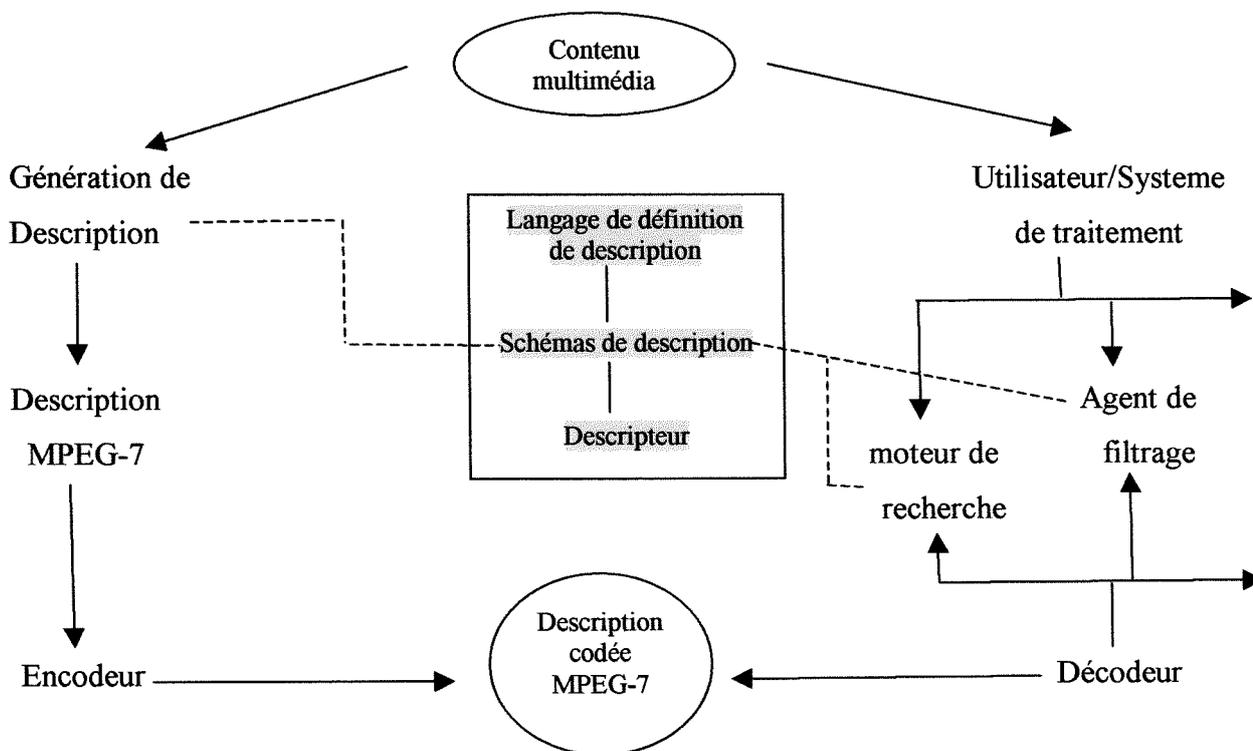 Contenu
multimédia
Génération de
Description
Utilisateur/Systeme
de traitement
Langage de définition
de description
Schémas de description
Descripteur
Description
MPEG-7
Agent de
filtrage
moteur de
recherche
Encodeur
Description
codée
MPEG-7
Décodeur